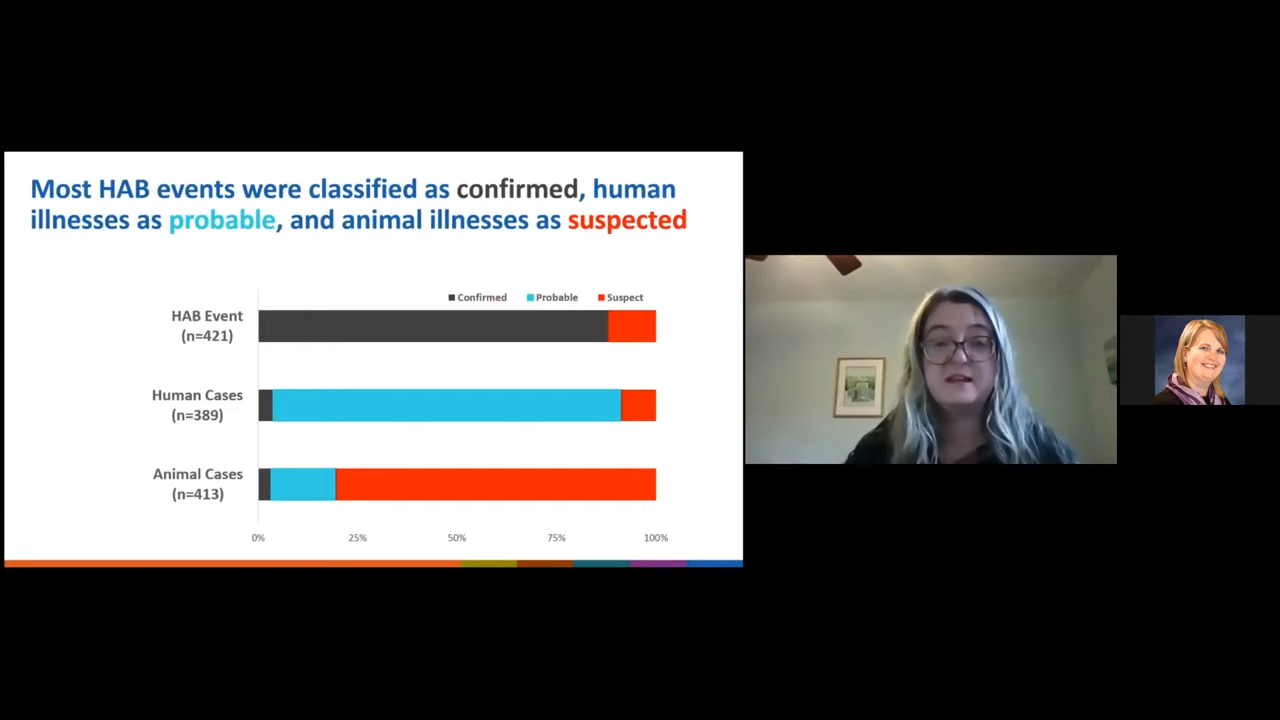 Most HAB events were classified as confirmed, human
illnesses as probable, and animal illnesses as suspected
Confirmed Probable Suspect
HAB Event
(n=421)
Human Cases
(n=389)
Animal Cases
(n=413)
0% 25% 50% 75% 100%